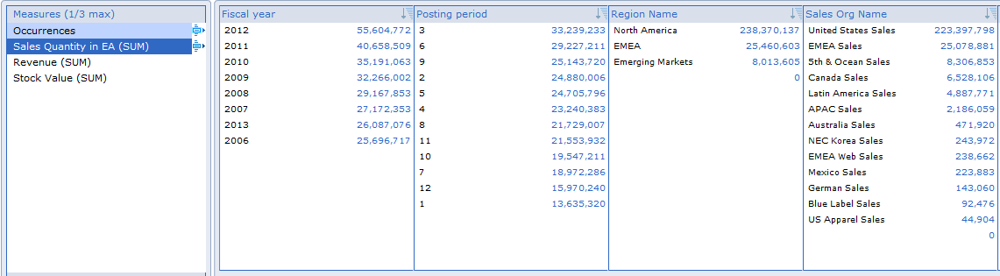 Measures (1/3 max)
Occurrences
Sales Quantity in EA (SUM)
Revenue (SUM)
Stock Value (SUM)
Fiscal year
2012 55,604,772
2011 40,658,509
2010 35,191,063
2009 32,266,002
2008 29,167,853
2007 27,172,353
2013 26,087,076
2006 25,696,717
Posting period
3 33,239,233
6 29,227,211
9 25,143,720
2 24,880,006
5 24,705,796
4 23,240,383
8 21,729,007
11 21,553,932
10 19,547,211
7 18,972,286
12 15,970,240
1 13,635,320
Region Name
North America 238,370,137
EMEA 25,460,603
Emerging Markets 8,013,605
0
Sales Org Name
United States Sales 223,397,798
EMEA Sales 25,078,881
5th & Ocean Sales 8,306,853
Canada Sales 6,528,106
Latin America Sales 4,887,771
APAC Sales 2,186,059
Australia Sales 471,920
NEC Korea Sales 243,972
EMEA Web Sales 238,662
Mexico Sales 223,883
German Sales 143,060
Blue Label Sales 92,476
US Apparel Sales 44,904
0